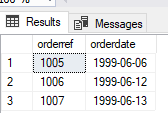 100 %
Results Messages
orderref orderdate
1 1005 1999-06-06
2 1006 1999-06-12
3 1007 1999-06-13